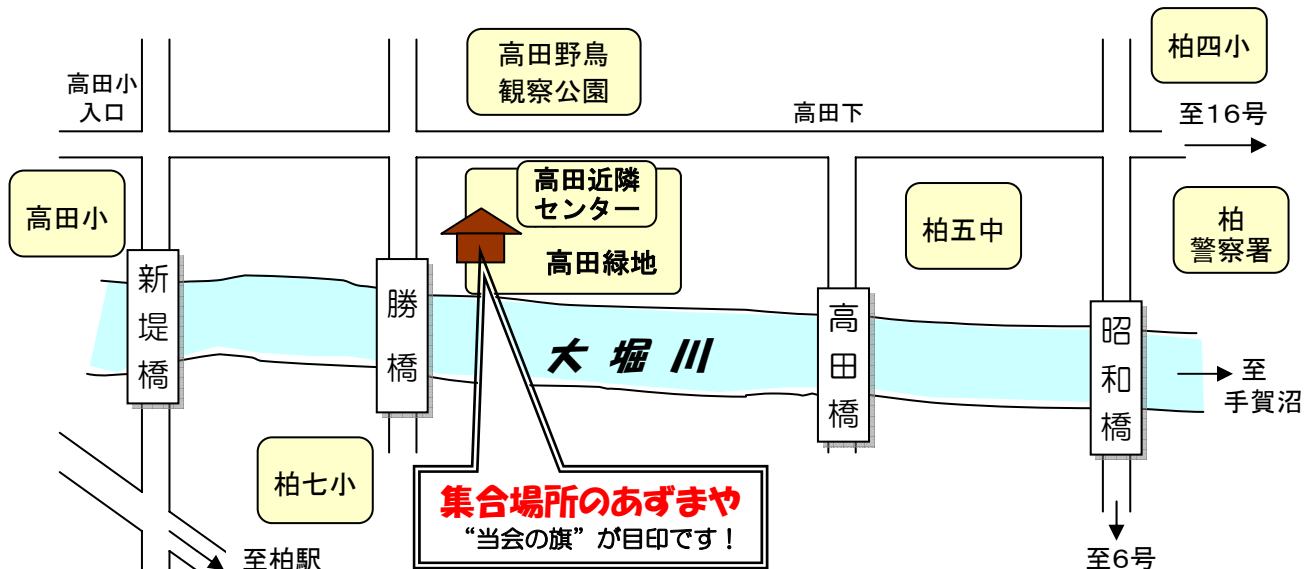 柏四小
高田野鳥
観察公園
高田小
入口
高田下
至16号
高田近隣
センター
高田小
柏五中
柏
警察署
高田緑地
新堤橋
勝橋
高田橋
昭和橋
大堀川
至
手賀沼
柏七小
集合場所のあずまや
“当会の旗”が目印です！
至柏駅
至6号